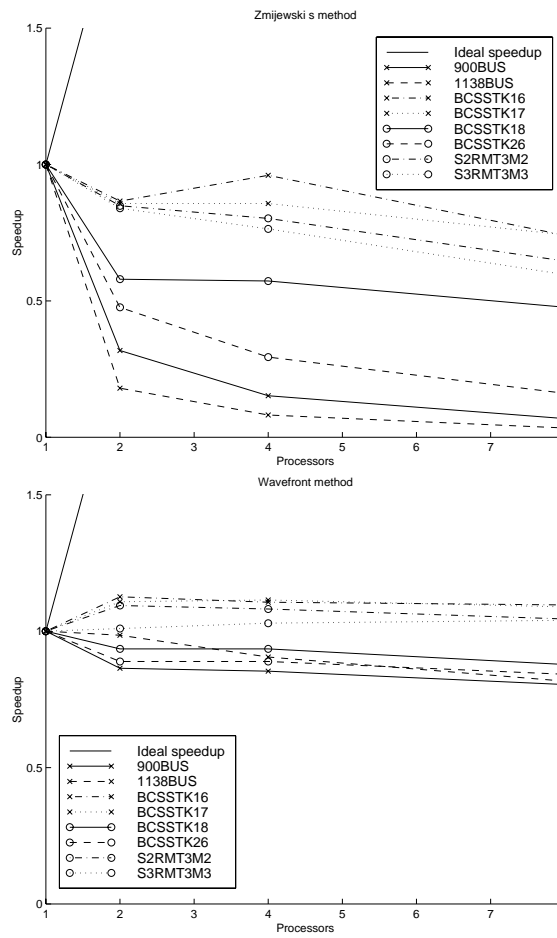 Zmijewski s method
1.5
1
0.5
0
Speedup
1
2
3
4
5
6
7
Processors
Ideal speedup
900BUS
1138BUS
BCSSTK16
BCSSTK17
BCSSTK18
BCSSTK26
S2RMT3M2
S3RMT3M3
Wavefront method
1.5
1
0.5
0
Speedup
1
2
3
4
5
6
7
Processors
Ideal speedup
900BUS
1138BUS
BCSSTK16
BCSSTK17
BCSSTK18
BCSSTK26
S2RMT3M2
S3RMT3M3